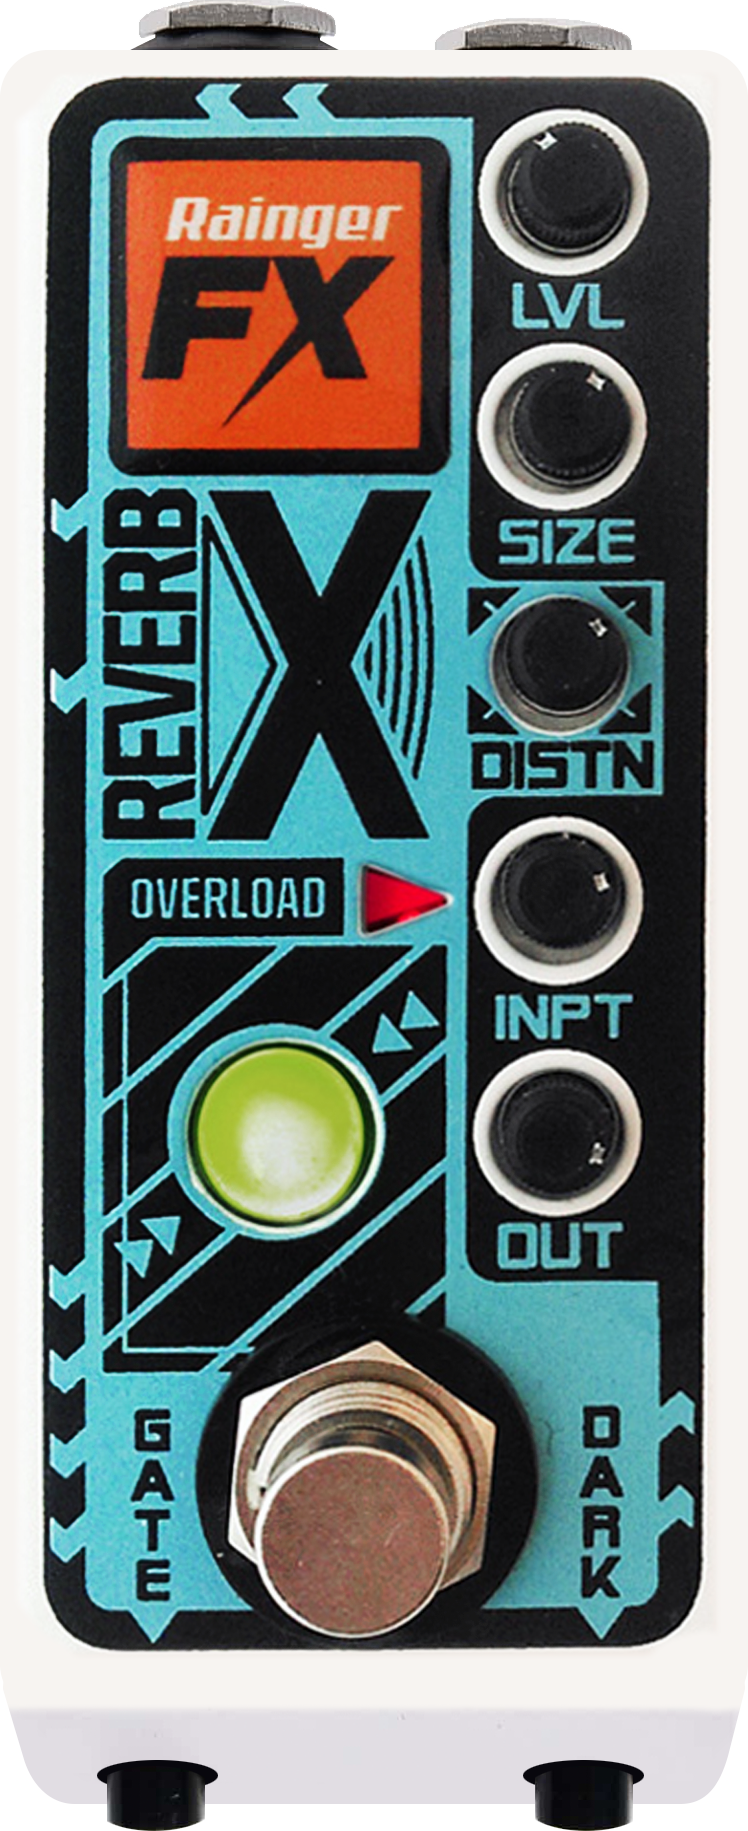 Rainger
FX
LVL
SIZE
REVERB
X
DISTN
OVERLOAD
INPT
OUT
GATE
DARK